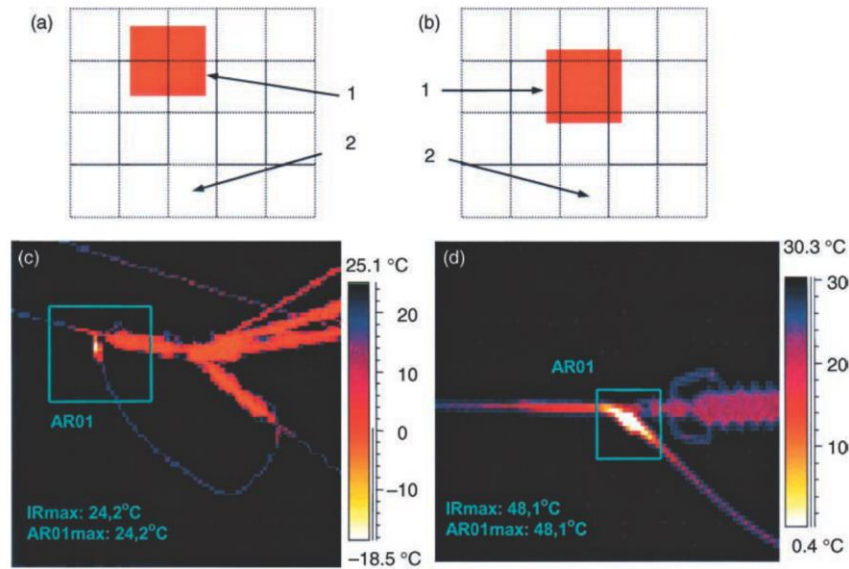 (a)
1
2
(b)
1
2
(c)
AR01
IRmax: 24,2°C
AR01max: 24,2°C
25.1 °C
20
10
0
−10
−18.5 °C
(d)
AR01
IRmax: 48,1°C
AR01max: 48,1°C
30.3 °C
30
20
10
0.4 °C